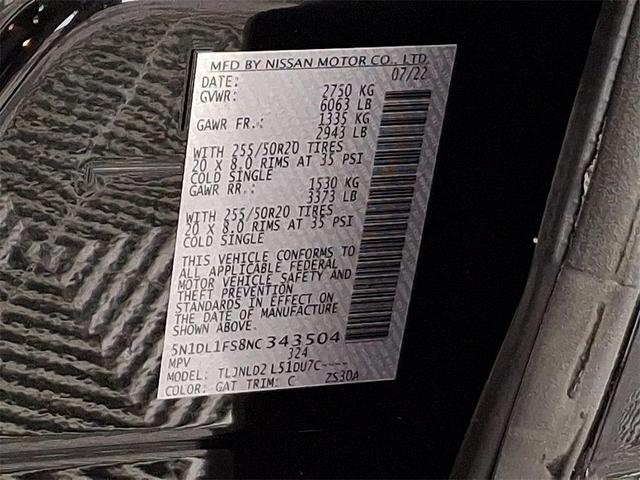 MFD BY NISSAN MOTOR CO., LTD.
DATE: 07/22
GVWR: 2750 KG
6063 LB
GAWR FR.: 1335 KG
2943 LB
WITH 255/50R20 TIRES
20 X 8.0 RIMS AT 35 PSI
COLD SINGLE
GAWR RR.: 1530 KG
3373 LB
WITH 255/50R20 TIRES
20 X 8.0 RIMS AT 35 PSI
COLD SINGLE
THIS VEHICLE CONFORMS TO
ALL APPLICABLE FEDERAL
MOTOR VEHICLE SAFETY AND
THEFT PREVENTION
STANDARDS IN EFFECT ON
THE DATE OF MANUFACTURE
SHOWN ABOVE.
5N1DL1FS8NC343504
MPV 324
MODEL: TLJNLD2 L51DU7C----
COLOR: GAT TRIM: C ZS30A